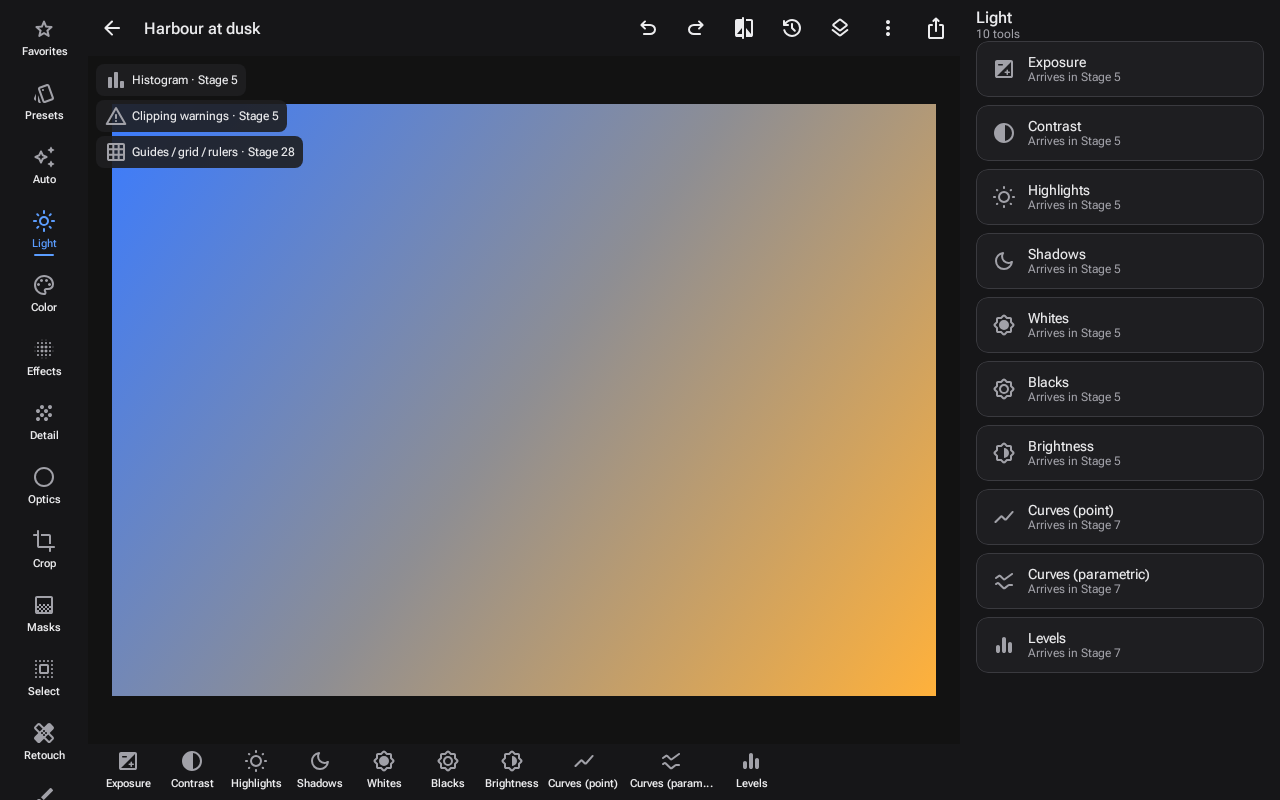 Favorites
Presets
Auto
Light
Color
Effects
Detail
Optics
Crop
Masks
Select
Retouch
Harbour at dusk
Histogram · Stage 5
Clipping warnings · Stage 5
Guides / grid / rulers · Stage 28
Exposure
Contrast
Highlights
Shadows
Whites
Blacks
Brightness
Curves (point)
Curves (param...
Levels
Light
10 tools
Exposure
Arrives in Stage 5
Contrast
Arrives in Stage 5
Highlights
Arrives in Stage 5
Shadows
Arrives in Stage 5
Whites
Arrives in Stage 5
Blacks
Arrives in Stage 5
Brightness
Arrives in Stage 5
Curves (point)
Arrives in Stage 7
Curves (parametric)
Arrives in Stage 7
Levels
Arrives in Stage 7